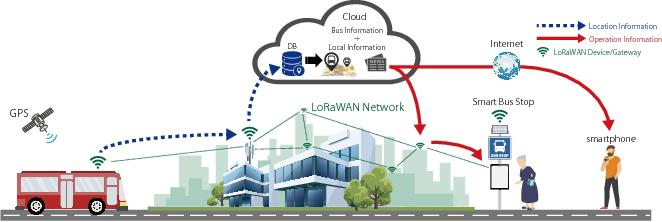 Cloud
Bus Information
+
Local Information
DB
NEWS
Location Information
Operation Information
LoRaWAN Device/Gateway
Internet
GPS
LoRaWAN Network
Smart Bus Stop
BUS STOP
smartphone